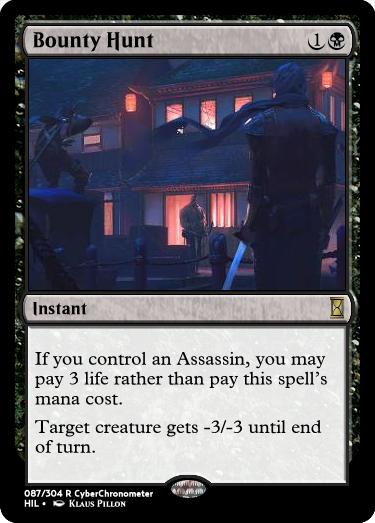 Bounty Hunt 1
Instant
If you control an Assassin, you may
pay 3 life rather than pay this spell's
mana cost.
Target creature gets -3/-3 until end
of turn.
087/304 R CyberChronometer
HIL • Klaus Pillon